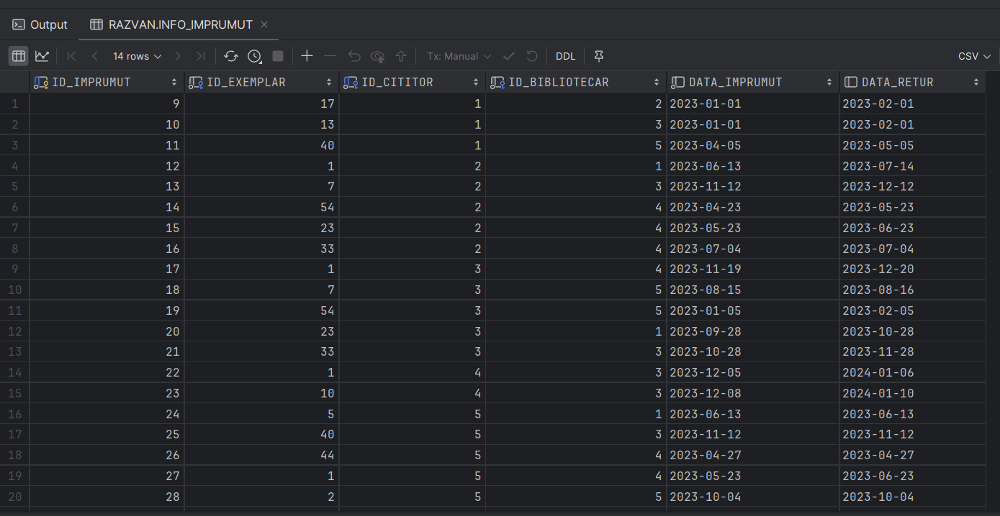 Output RAZVAN.INFO_IMPRUMUT
14 rows Tx: Manual DDL CSV
ID_IMPRUMUT ID_EXEMPLAR ID_CITITOR ID_BIBLIOTECAR DATA_IMPRUMUT DATA_RETUR
1 9 17 1 2 2023-01-01 2023-02-01
2 10 13 1 3 2023-01-01 2023-02-01
3 11 40 1 5 2023-04-05 2023-05-05
4 12 1 2 1 2023-06-13 2023-07-14
5 13 7 2 3 2023-11-12 2023-12-12
6 14 54 2 4 2023-04-23 2023-05-23
7 15 23 2 4 2023-05-23 2023-06-23
8 16 33 2 4 2023-07-04 2023-07-04
9 17 1 3 4 2023-11-19 2023-12-20
10 18 7 3 5 2023-08-15 2023-08-16
11 19 54 3 5 2023-01-05 2023-02-05
12 20 23 3 1 2023-09-28 2023-10-28
13 21 33 3 3 2023-10-28 2023-11-28
14 22 1 4 3 2023-12-05 2024-01-06
15 23 10 4 3 2023-12-08 2024-01-10
16 24 5 5 1 2023-06-13 2023-06-13
17 25 40 5 3 2023-11-12 2023-11-12
18 26 44 5 4 2023-04-27 2023-04-27
19 27 1 5 4 2023-05-23 2023-06-23
20 28 2 5 5 2023-10-04 2023-10-04